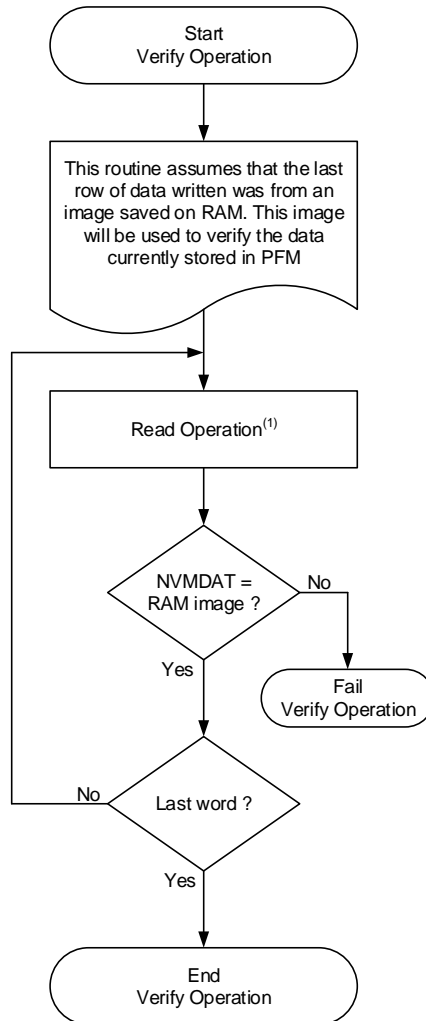 Start
Verify Operation
This routine assumes that the last
row of data written was from an
image saved on RAM. This image
will be used to verify the data
currently stored in PFM
Read Operation(1)
NVMDAT =
RAM image ?
No
Yes
Fail
Verify Operation
No
Last word ?
Yes
End
Verify Operation